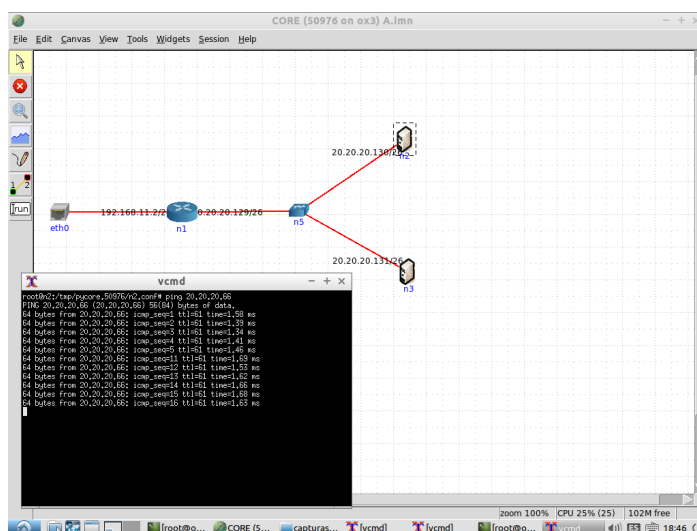 CORE (50976 on ox3) A.imn
File Edit Canvas View Tools Widgets Session Help
20.20.20.130/26
n2
192.168.11.2/2
0.20.20.129/26
eth0
n1
n5
20.20.20.131/26
n3
vcmd
root@n2:/tmp/pycore.50976/n2.conf# ping 20.20.20.66
PING 20.20.20.66 (20.20.20.66) 56(84) bytes of data.
64 bytes from 20.20.20.66: icmp_seq=1 ttl=61 time=1.58 ms
64 bytes from 20.20.20.66: icmp_seq=2 ttl=61 time=1.39 ms
64 bytes from 20.20.20.66: icmp_seq=3 ttl=61 time=1.34 ms
64 bytes from 20.20.20.66: icmp_seq=4 ttl=61 time=1.41 ms
64 bytes from 20.20.20.66: icmp_seq=5 ttl=61 time=1.46 ms
64 bytes from 20.20.20.66: icmp_seq=11 ttl=61 time=1.69 ms
64 bytes from 20.20.20.66: icmp_seq=12 ttl=61 time=1.53 ms
64 bytes from 20.20.20.66: icmp_seq=13 ttl=61 time=1.62 ms
64 bytes from 20.20.20.66: icmp_seq=14 ttl=61 time=1.66 ms
64 bytes from 20.20.20.66: icmp_seq=15 ttl=61 time=1.68 ms
64 bytes from 20.20.20.66: icmp_seq=16 ttl=61 time=1.63 ms
1 2
run
zoom 100% CPU 25% (25) 102M free
[root@o... CORE (5... capturas... [vcmd] [vcmd] [root@o... vcmd ES 18:46